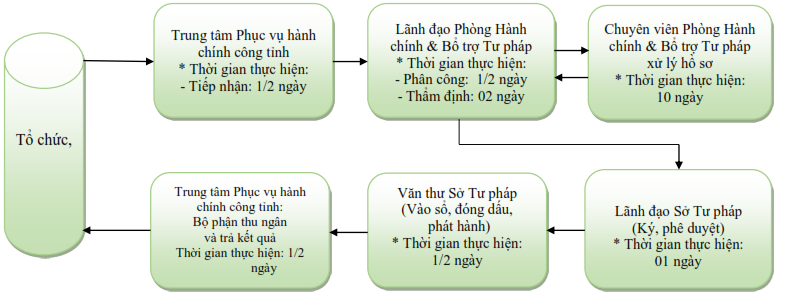 Tổ chức,
Trung tâm Phục vụ hành
chính công tỉnh
* Thời gian thực hiện:
- Tiếp nhận: 1/2 ngày
Lãnh đạo Phòng Hành
chính & Bổ trợ Tư pháp
* Thời gian thực hiện:
- Phân công: 1/2 ngày
- Thẩm định: 02 ngày
Chuyên viên Phòng Hành
chính & Bổ trợ Tư pháp
xử lý hồ sơ
* Thời gian thực hiện:
10 ngày
Trung tâm Phục vụ hành
chính công tỉnh:
Bộ phận thu ngân
và trả kết quả
Thời gian thực hiện: 1/2
ngày
Văn thư Sở Tư pháp
(Vào sổ, đóng dấu,
phát hành)
* Thời gian thực hiện:
1/2 ngày
Lãnh đạo Sở Tư pháp
(Ký, phê duyệt)
* Thời gian thực hiện:
01 ngày